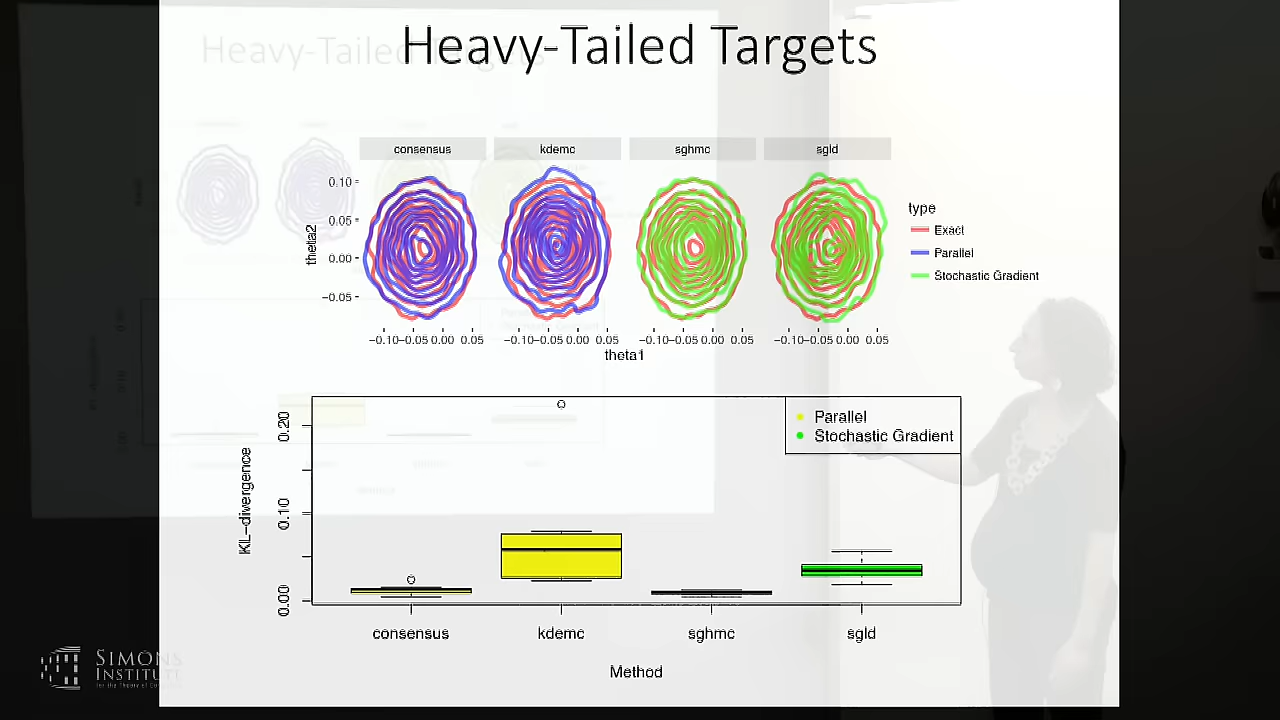 Heavy-Tailed Targets
consensus kdemc sghmc sgld
0.10
0.05
0.00
−0.05
theta2
−0.10 −0.05 0.00 0.05 −0.10 −0.05 0.00 0.05 −0.10 −0.05 0.00 0.05 −0.10 −0.05 0.00 0.05
theta1
type
Exact
Parallel
Stochastic Gradient
Parallel
Stochastic Gradient
KL−divergence
0.20
0.10
0.00
consensus kdemc sghmc sgld
Method
SIMONS
INSTITUTE